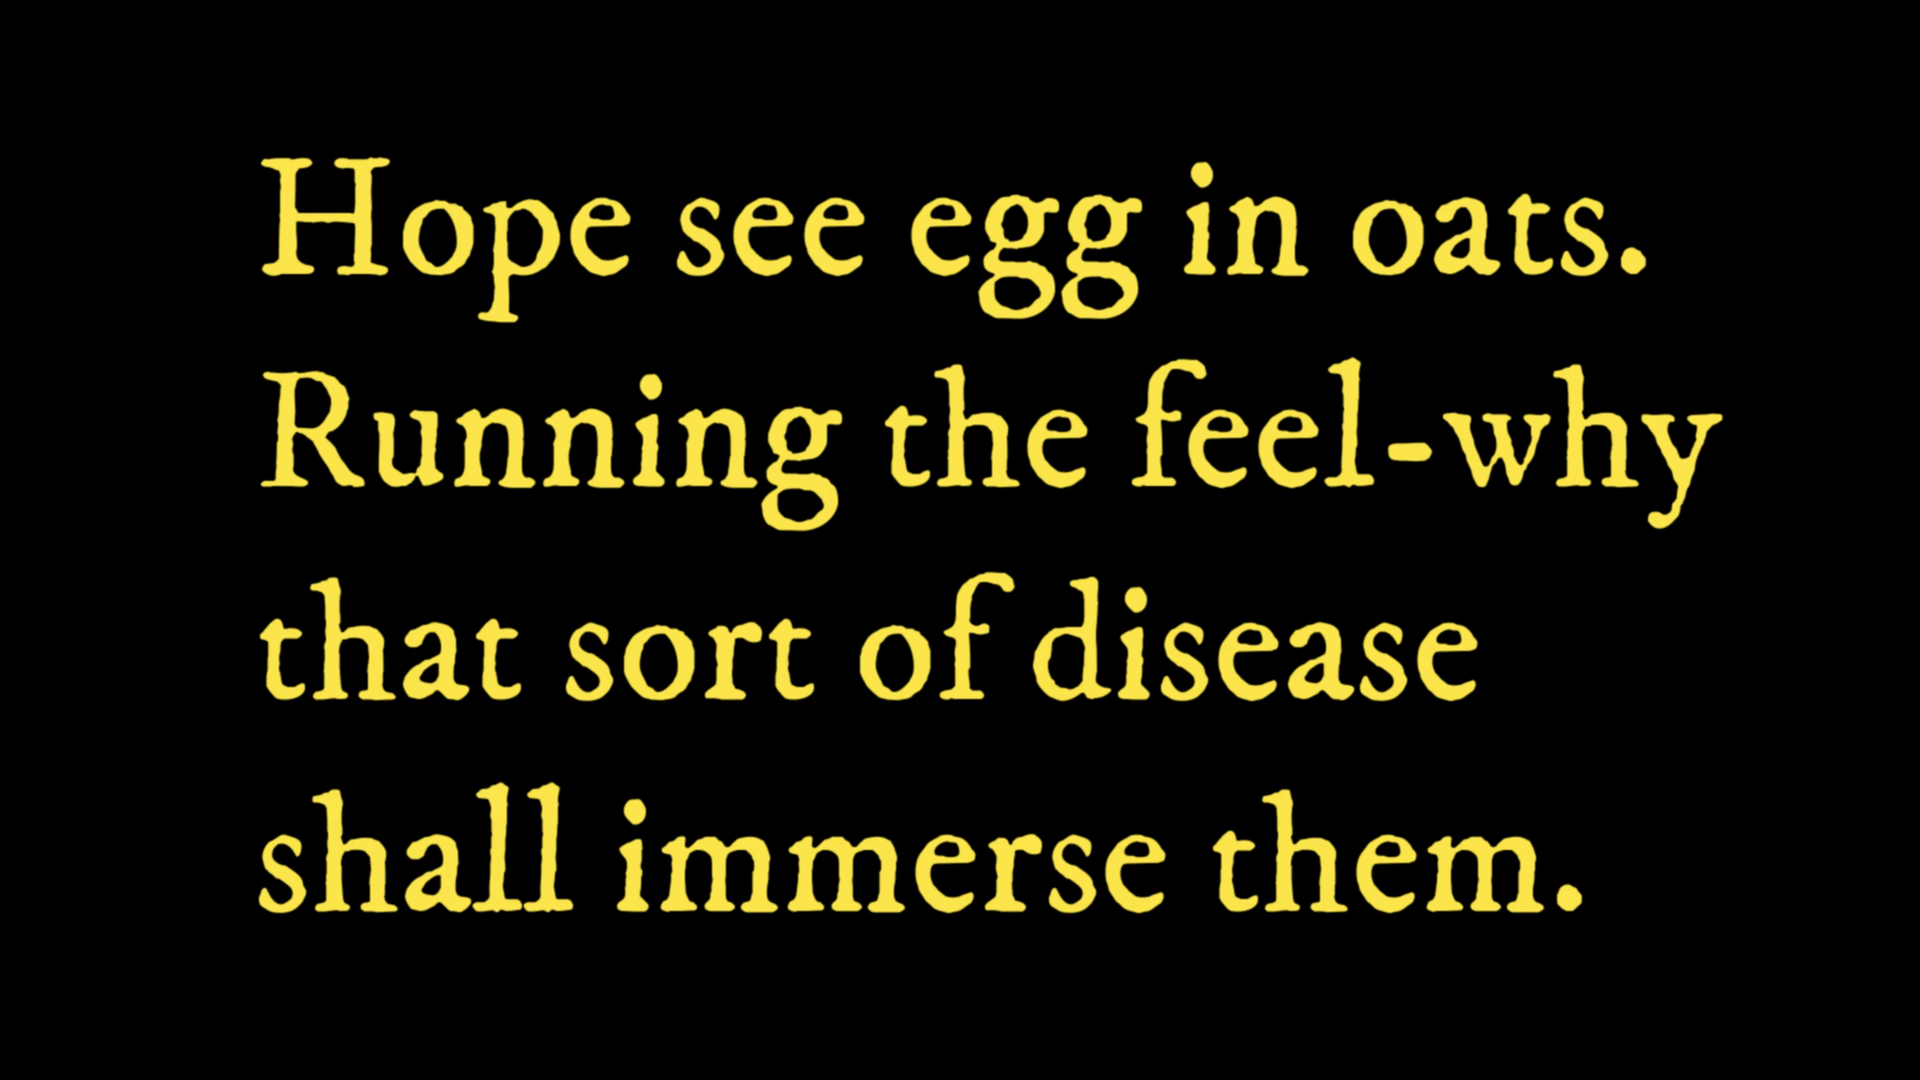 Hope see egg in oats.
Running the feel-why
that sort of disease
shall immerse them.